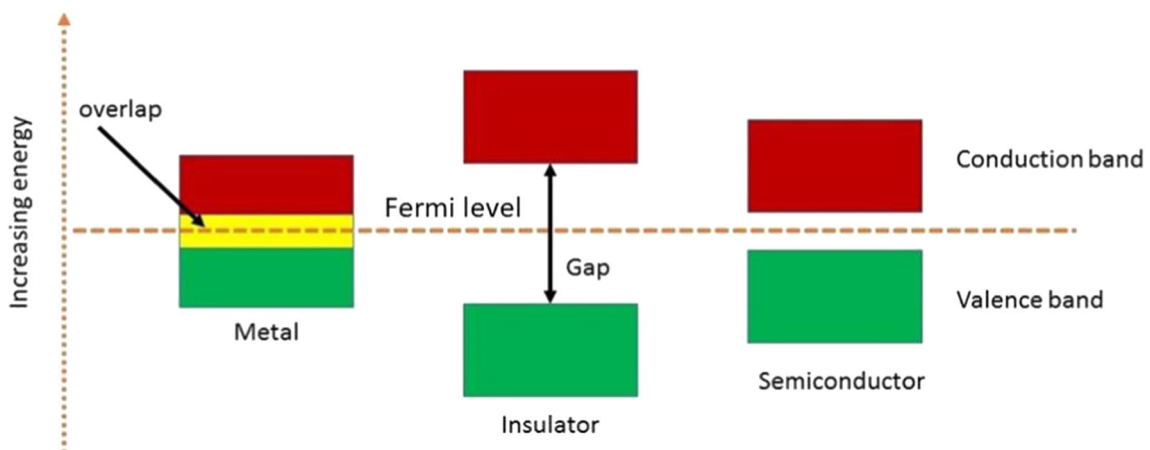 Increasing energy
overlap
Metal
Fermi level
Gap
Insulator
Conduction band
Valence band
Semiconductor